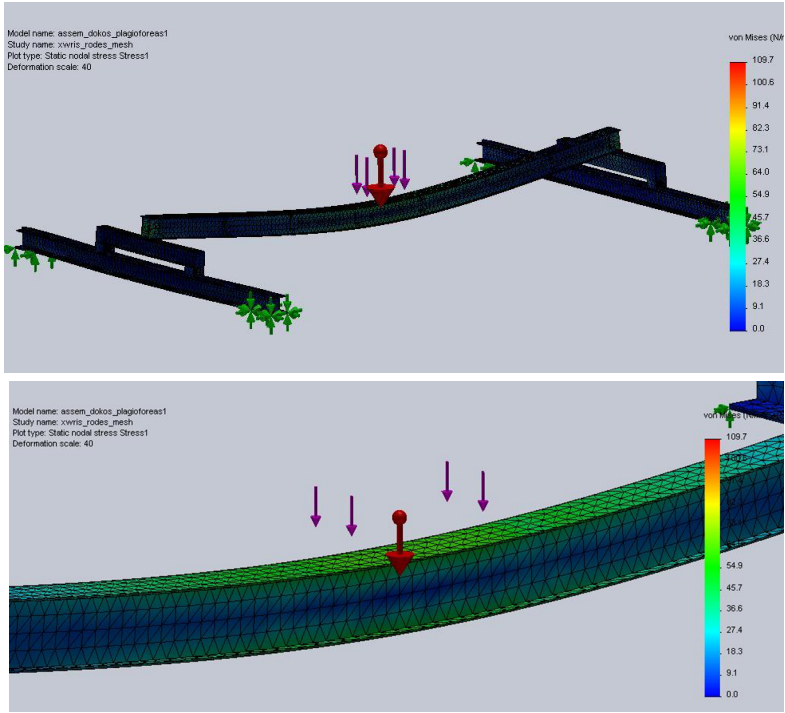 Model name: assem_dokos_plagioforeas1
Study name: xwris_rodes_mesh
Plot type: Static nodal stress Stress1
Deformation scale: 40
von Mises (N/
109.7
100.6
91.4
82.3
73.1
64.0
54.9
45.7
36.6
27.4
18.3
9.1
0.0
Model name: assem_dokos_plagioforeas1
Study name: xwris_rodes_mesh
Plot type: Static nodal stress Stress1
Deformation scale: 40
von Mises
109.7
54.9
45.7
36.6
27.4
18.3
9.1
0.0